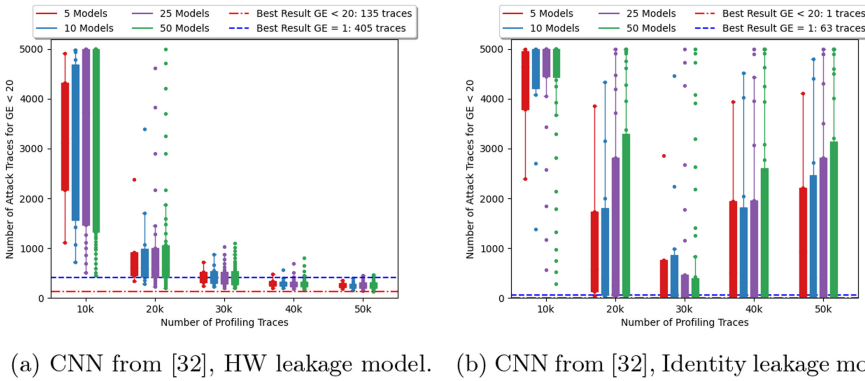 5 Models
10 Models
25 Models
50 Models
Best Result GE < 20: 135 traces
Best Result GE = 1: 405 traces
Number of Attack Traces for GE < 20
5000
4000
3000
2000
1000
0
10k
20k
30k
40k
50k
Number of Profiling Traces
(a) CNN from [32], HW leakage model.
5 Models
10 Models
25 Models
50 Models
Best Result GE < 20: 1 traces
Best Result GE = 1: 63 traces
Number of Attack Traces for GE < 20
5000
4000
3000
2000
1000
0
10k
20k
30k
40k
50k
Number of Profiling Traces
(b) CNN from [32], Identity leakage mo